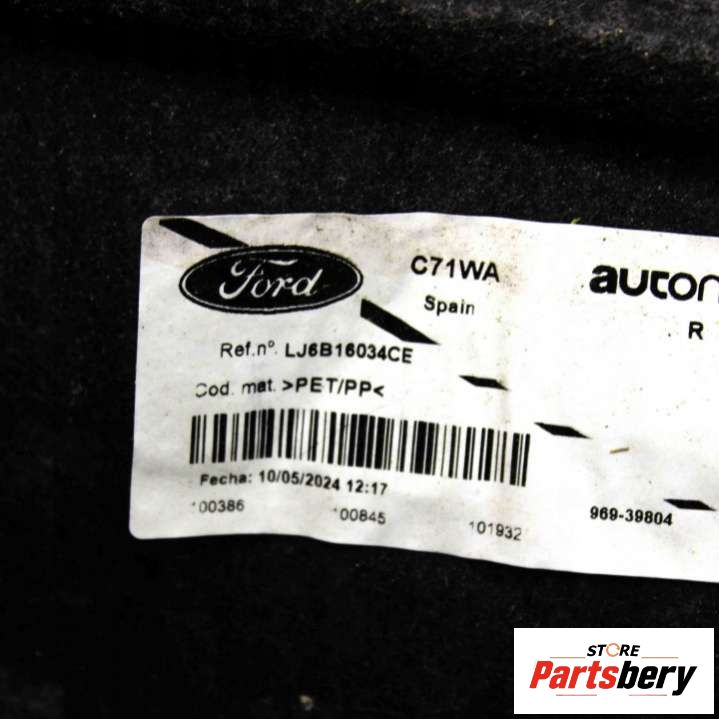 Ford
C71WA
Spain
R
Ref.nº. LJ6B16034CE
Cod. mat. >PET/PP<
Fecha: 10/05/2024 12:17
100386 100845 101932
969-39804
STORE
Partsbery